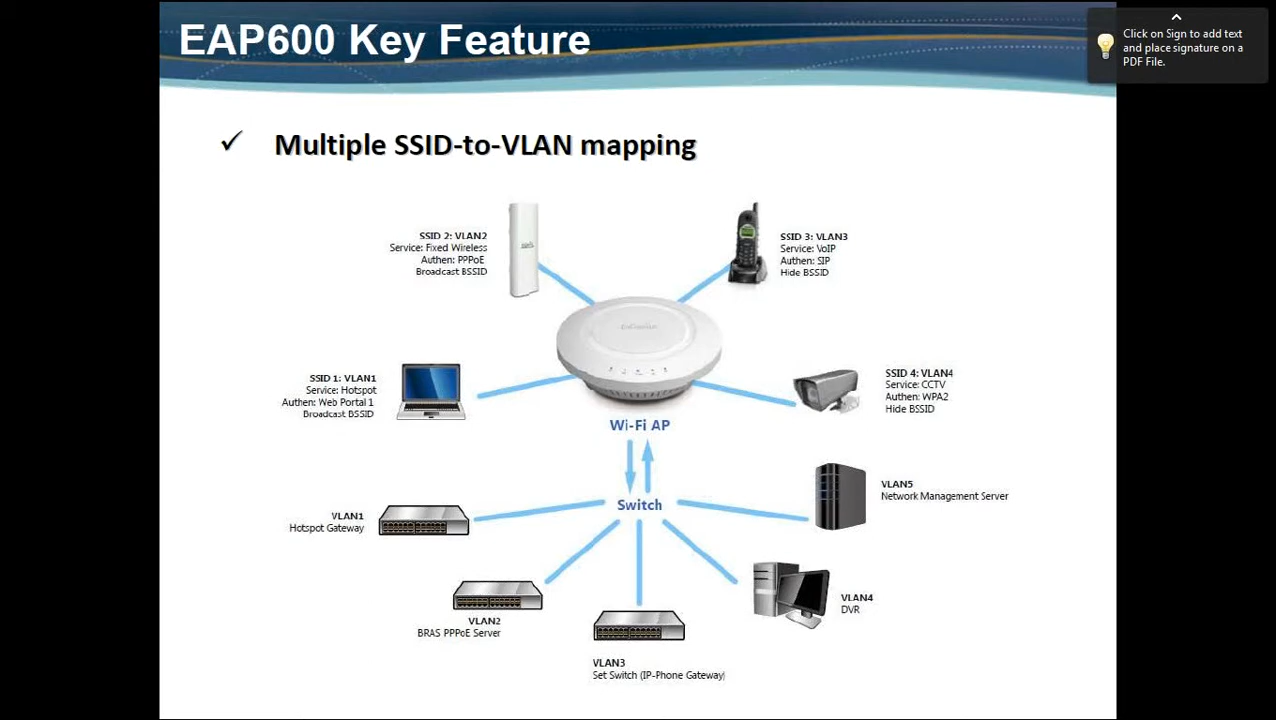 EAP600 Key Feature
Click on Sign to add text
and place signature on a
PDF File.
✓ Multiple SSID-to-VLAN mapping
SSID 2: VLAN2
Service: Fixed Wireless
Authen: PPPoE
Broadcast BSSID
SSID 3: VLAN3
Service: VoIP
Authen: SIP
Hide BSSID
EnGenius
SSID 1: VLAN1
Service: Hotspot
Authen: Web Portal 1
Broadcast BSSID
SSID 4: VLAN4
Service: CCTV
Authen: WPA2
Hide BSSID
Wi-Fi AP
Switch
VLAN5
Network Management Server
VLAN1
Hotspot Gateway
VLAN4
DVR
VLAN2
BRAS PPPoE Server
VLAN3
Set Switch (IP-Phone Gateway)